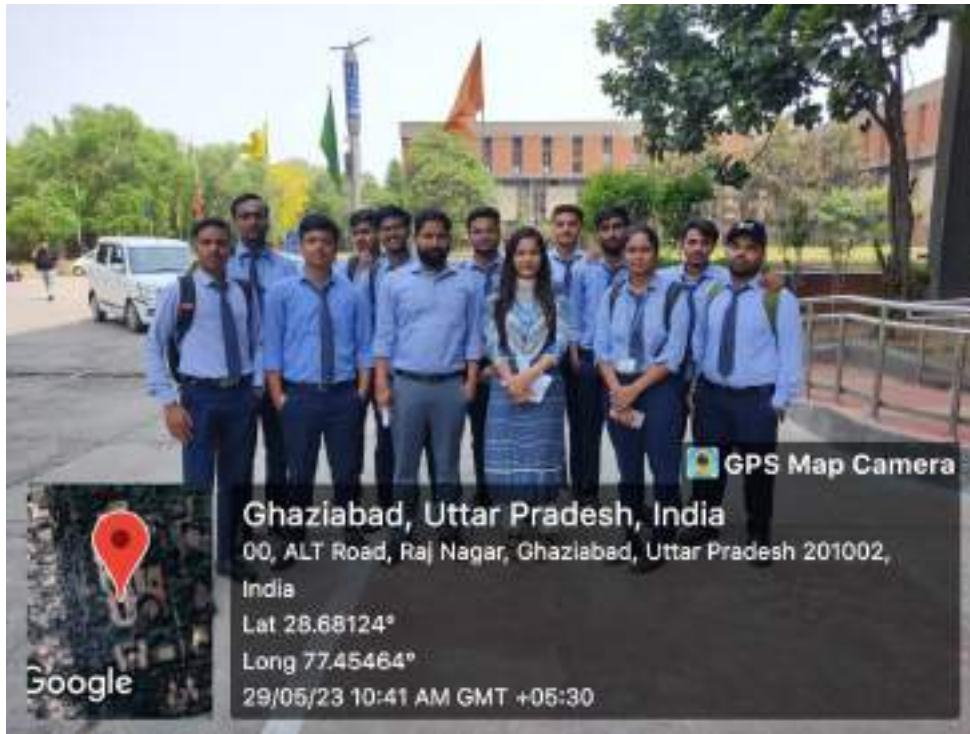 GPS Map Camera
Ghaziabad, Uttar Pradesh, India
00, ALT Road, Raj Nagar, Ghaziabad, Uttar Pradesh 201002,
India
Lat 28.68124°
Long 77.45464°
29/05/23 10:41 AM GMT +05:30
Google